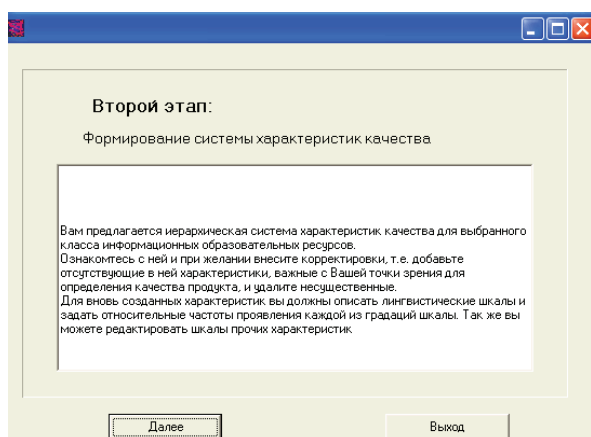 Второй этап:
Формирование системы характеристик качества
Вам предлагается иерархическая система характеристик качества для выбранного
класса информационных образовательных ресурсов.
Ознакомтесь с ней и при желании внесите корректировки, т.е. добавьте
отсутствующие в ней характеристики, важные с Вашей точки зрения для
определения качества продукта, и удалите несущественные.
Для вновь созданных характеристик вы должны описать лингвистические шкалы и
задать относительные частоты проявления каждой из градаций шкалы. Так же вы
можете редактировать шкалы прочих характеристик
Далее
Выход